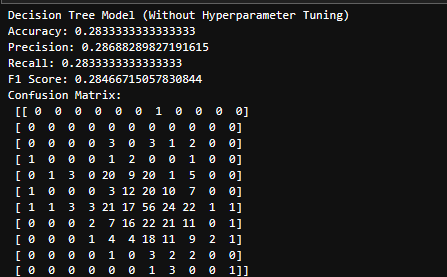 Decision Tree Model (Without Hyperparameter Tuning)
Accuracy: 0.2833333333333333
Precision: 0.28688289827191615
Recall: 0.2833333333333333
F1 Score: 0.28466715057830844
Confusion Matrix:
[[ 0 0 0 0 0 0 1 0 0 0 0]
[ 0 0 0 0 0 0 0 0 0 0 0]
[ 0 0 0 0 3 0 3 1 2 0 0]
[ 1 0 0 0 1 2 0 0 1 0 0]
[ 0 1 3 0 20 9 20 1 5 0 0]
[ 1 0 0 0 3 12 20 10 7 0 0]
[ 1 1 3 3 21 17 56 24 22 1 1]
[ 0 0 0 2 7 16 22 21 11 0 1]
[ 0 0 0 1 4 4 18 11 9 2 1]
[ 0 0 0 0 1 0 3 2 2 0 0]
[ 0 0 0 0 0 0 1 3 0 0 1]]